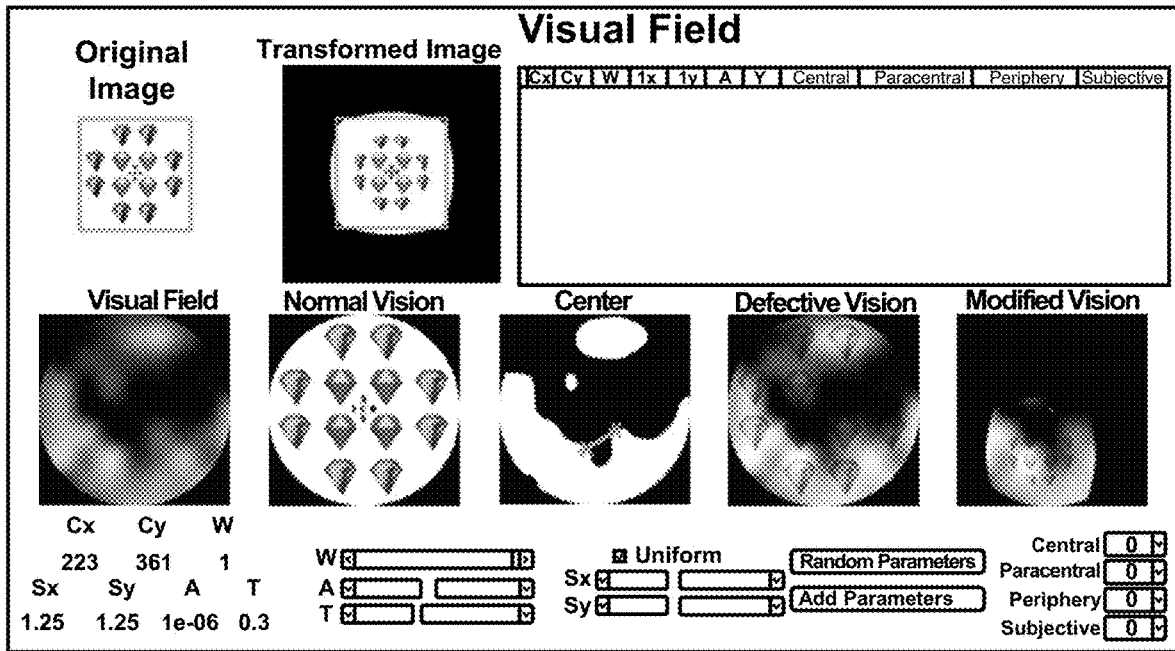 Visual Field
Original
Image
Transformed Image
Cx Cy W 1x 1y A Y Central Paracentral Periphery Subjective
Visual Field Normal Vision Center Defective Vision Modified Vision
Cx Cy W
223 361 1
Sx Sy A T
1.25 1.25 1e-06 0.3
W
A
T
Uniform
Sx
Sy
Random Parameters
Add Parameters
Central 0
Paracentral 0
Periphery 0
Subjective 0